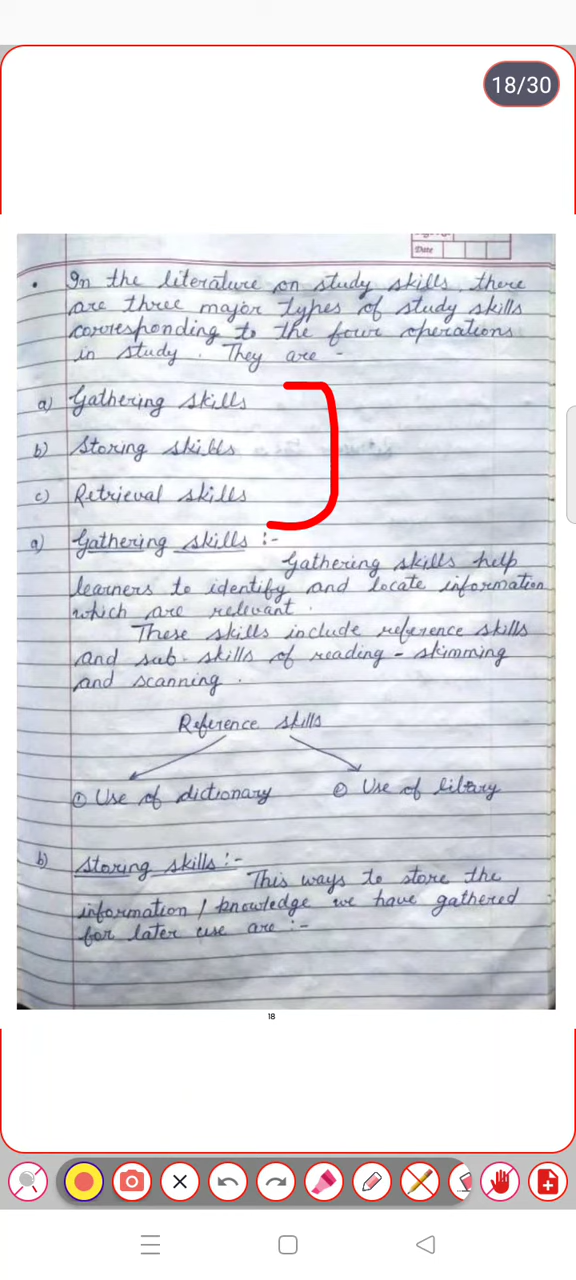 18/30
Date
• In the literature on study skills, there
are three major types of study skills
corresponding to the four operations
in study. They are -
a) Gathering skills
b) Storing skills
c) Retrieval skills
a) Gathering skills :-
Gathering skills help
learners to identify and locate information
which are relevant.
These skills include reference skills
and sub-skills of reading - skimming
and scanning.
Reference skills
① Use of dictionary ② Use of library
b) Storing skills :-
This ways to store the
information / knowledge we have gathered
for later use are :-
18